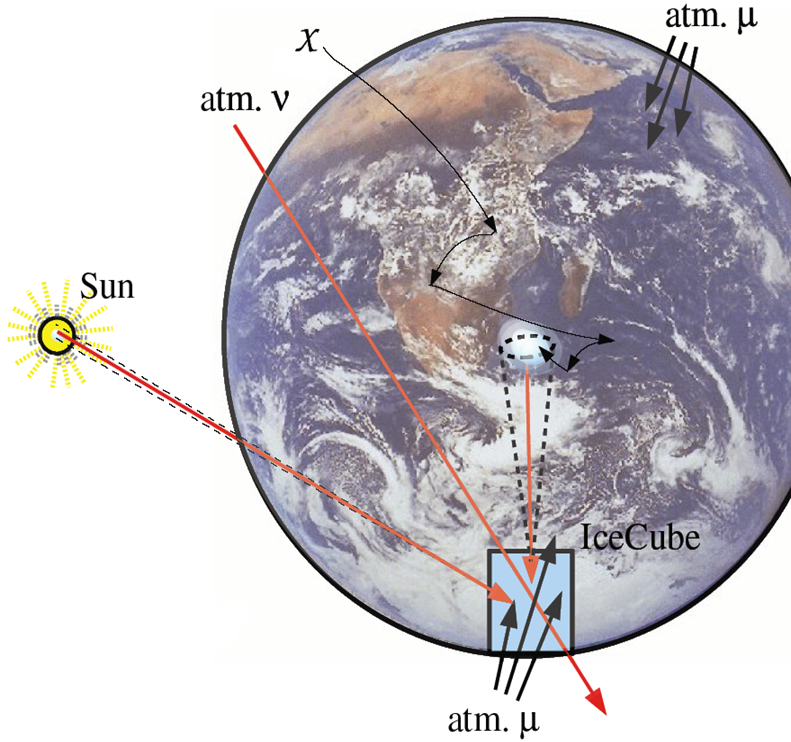 atm. μ
χ
atm. ν
Sun
IceCube
atm. μ